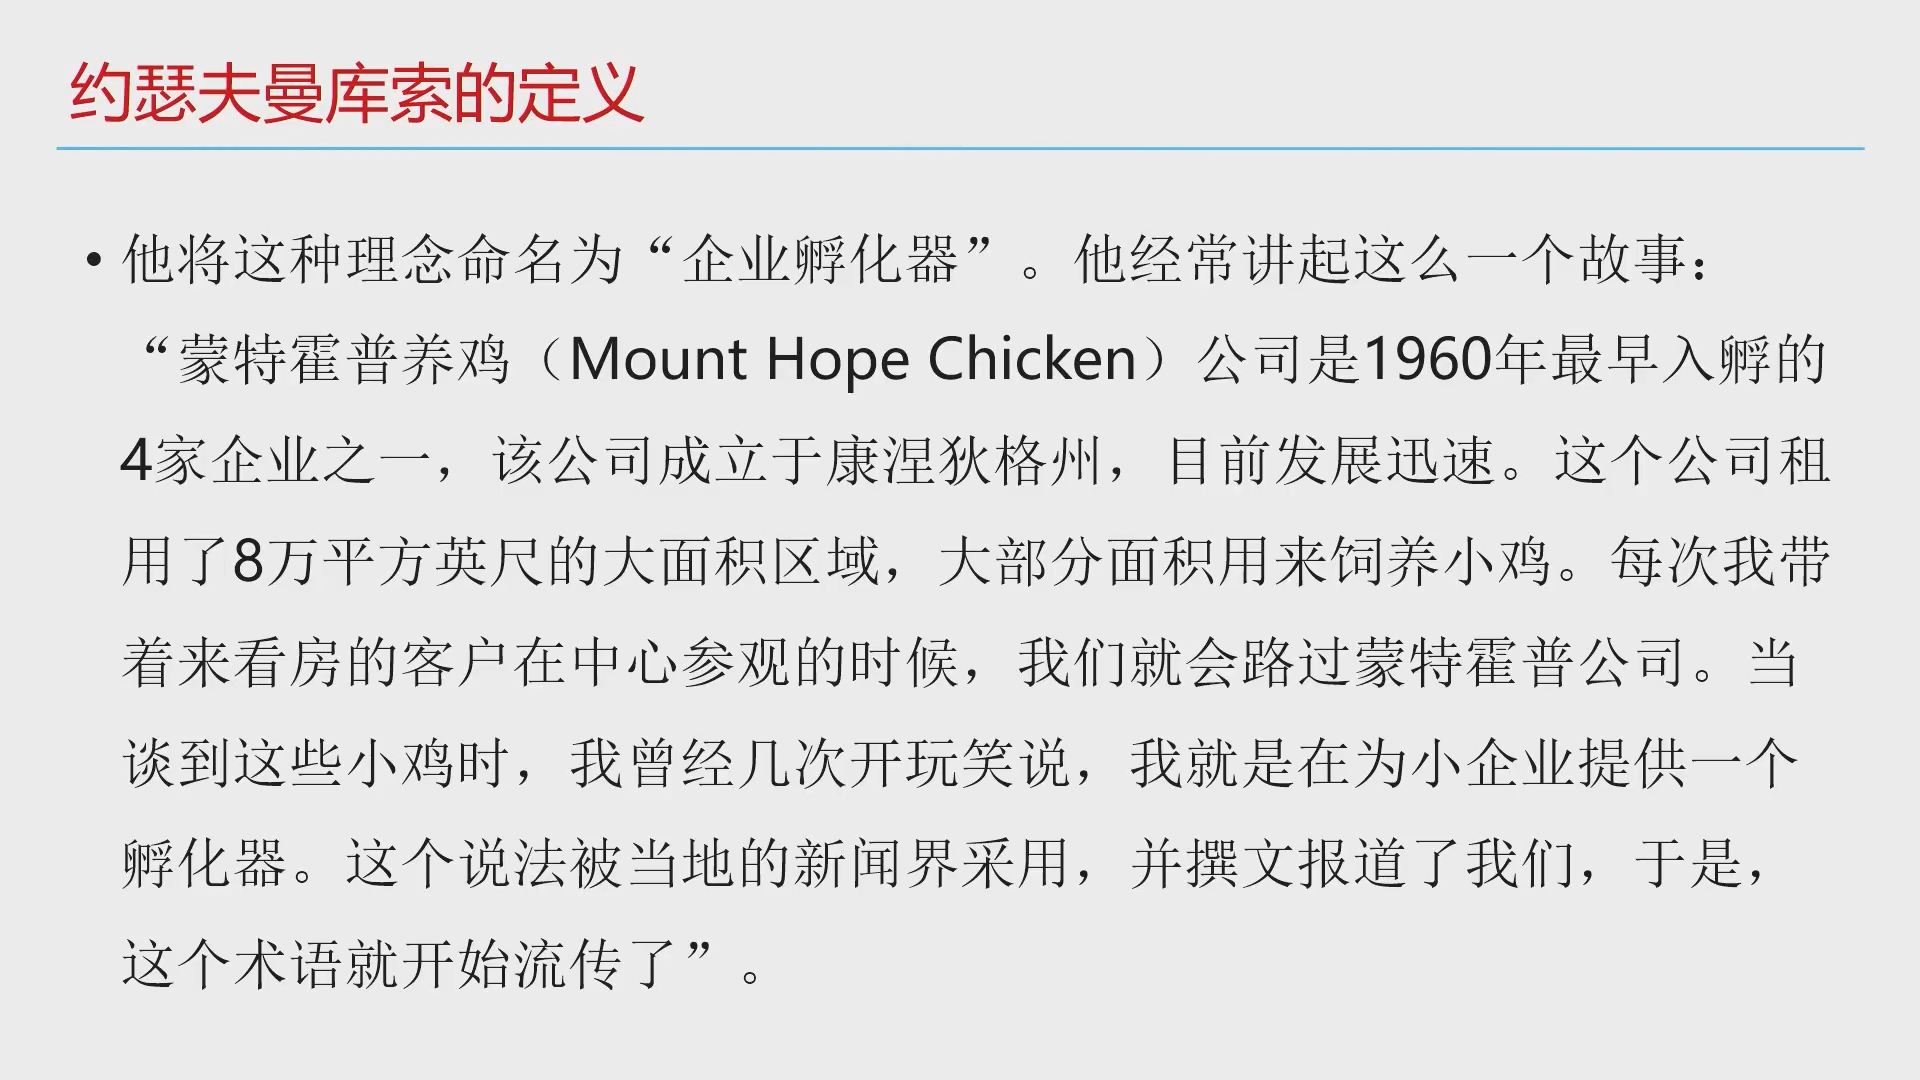 约瑟夫曼库索的定义
• 他将这种理念命名为“企业孵化器”。他经常讲起这么一个故事：
“蒙特霍普养鸡（Mount Hope Chicken）公司是1960年最早入孵的
4家企业之一，该公司成立于康涅狄格州，目前发展迅速。这个公司租
用了8万平方英尺的大面积区域，大部分面积用来饲养小鸡。每次我带
着来看房的客户在中心参观的时候，我们就会路过蒙特霍普公司。当
谈到这些小鸡时，我曾经几次开玩笑说，我就是在为小企业提供一个
孵化器。这个说法被当地的新闻界采用，并撰文报道了我们，于是，
这个术语就开始流传了”。